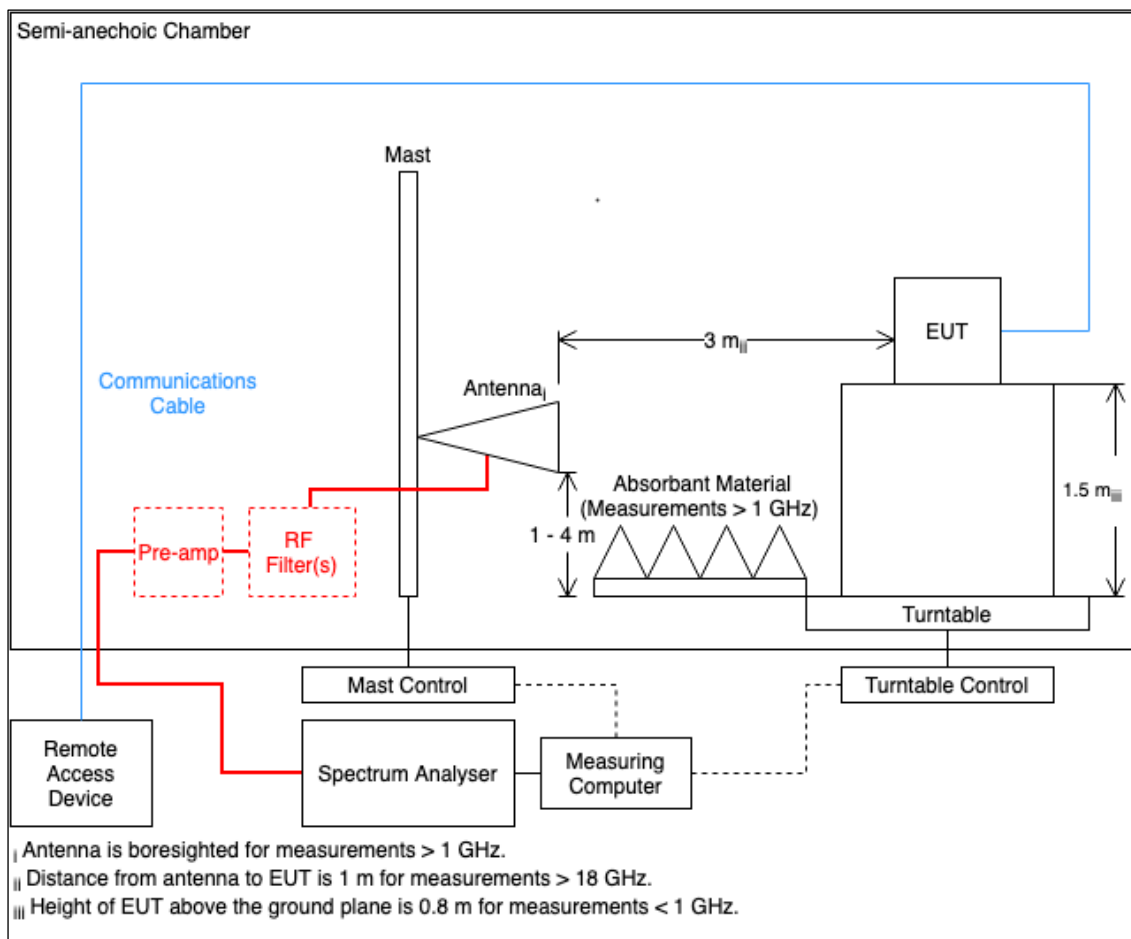 Semi-anechoic Chamber
Mast
EUT
3 mii
Communications
Cable
Antennai
Absorbant Material
(Measurements > 1 GHz)
1.5 miii
1 - 4 m
Pre-amp
RF
Filter(s)
Turntable
Mast Control
Turntable Control
Remote
Access
Device
Spectrum Analyser
Measuring
Computer
i Antenna is boresighted for measurements > 1 GHz.
ii Distance from antenna to EUT is 1 m for measurements > 18 GHz.
iii Height of EUT above the ground plane is 0.8 m for measurements < 1 GHz.